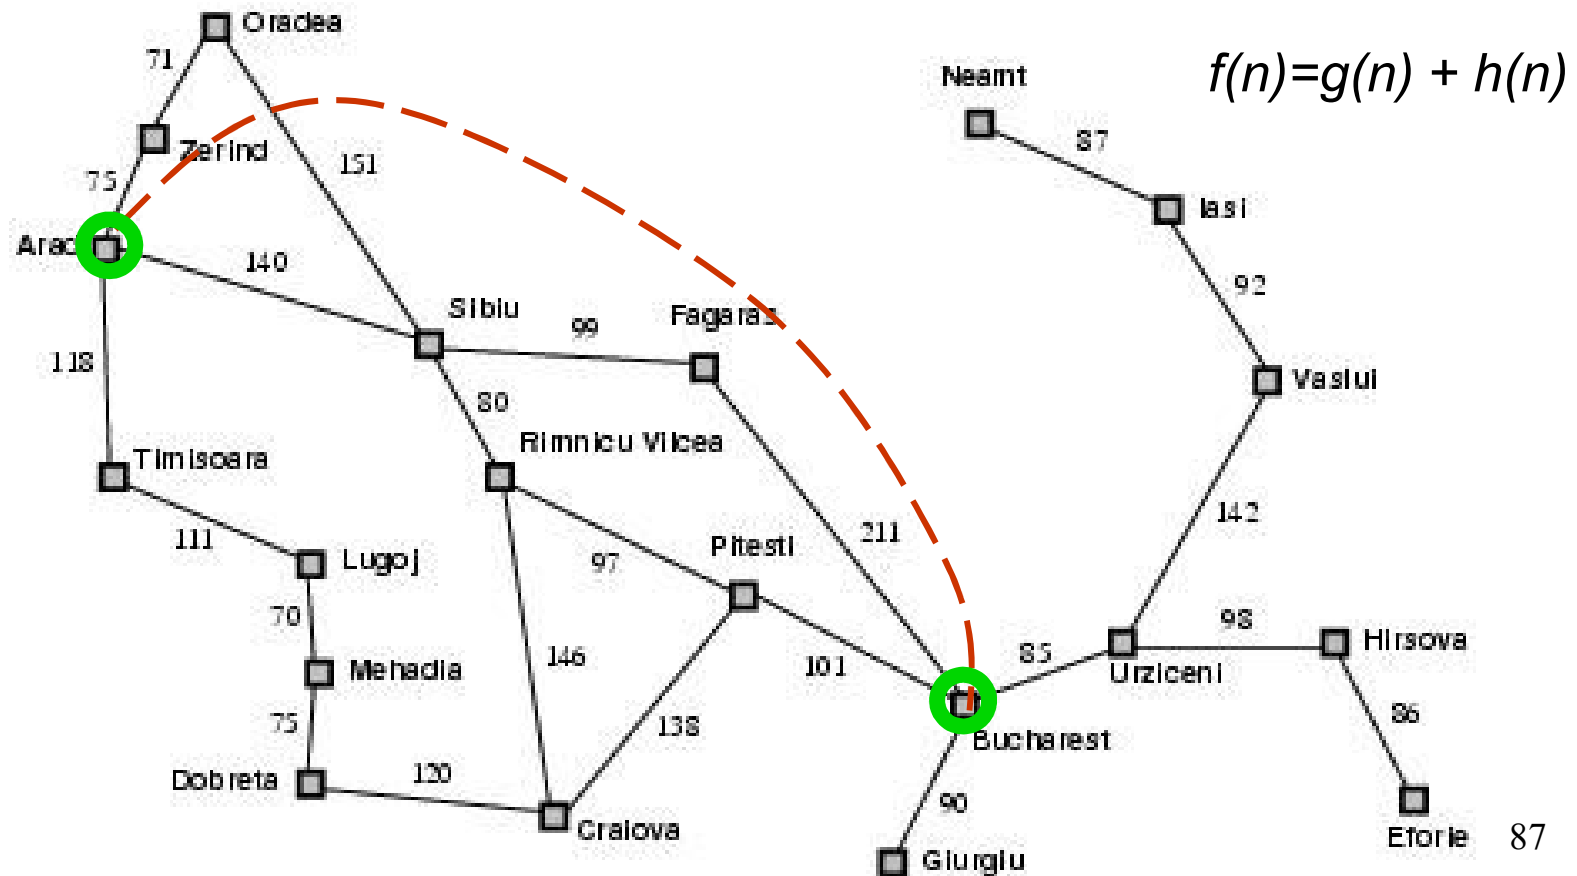 Oradea
71
f(n)=g(n) + h(n)
Neamt
87
Zerind
151
75
Iasi
Arad
140
92
Sibiu
99
Fagaras
118
80
Vaslui
Rimnicu Vilcea
Timisoara
142
211
111
Lugoj
97
Pitesti
70
98
Hirsova
146
101
85
Urziceni
Mehadia
75
138
86
Bucharest
Dobreta
120
90
Craiova
Eforie
87
Giurgiu